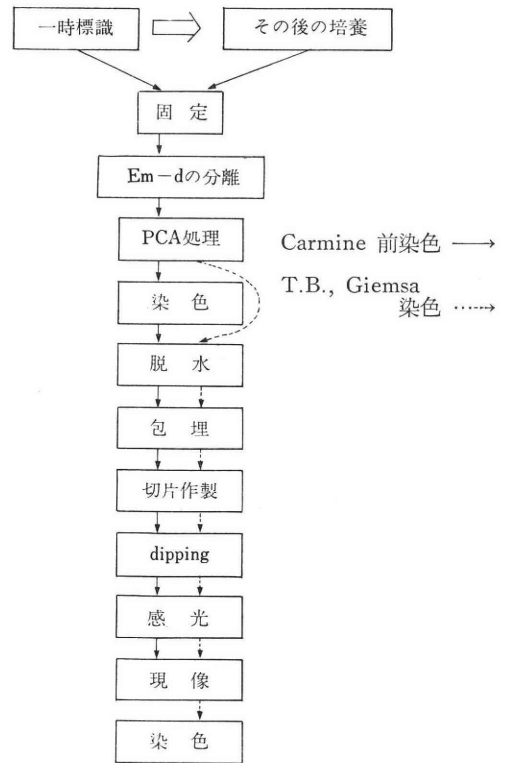 一時標識
その後の培養
固 定
Em-dの分離
PCA処理
Carmine 前染色
T.B., Giemsa
染色
染 色
脱 水
包 埋
切片作製
dipping
感 光
現 像
染 色